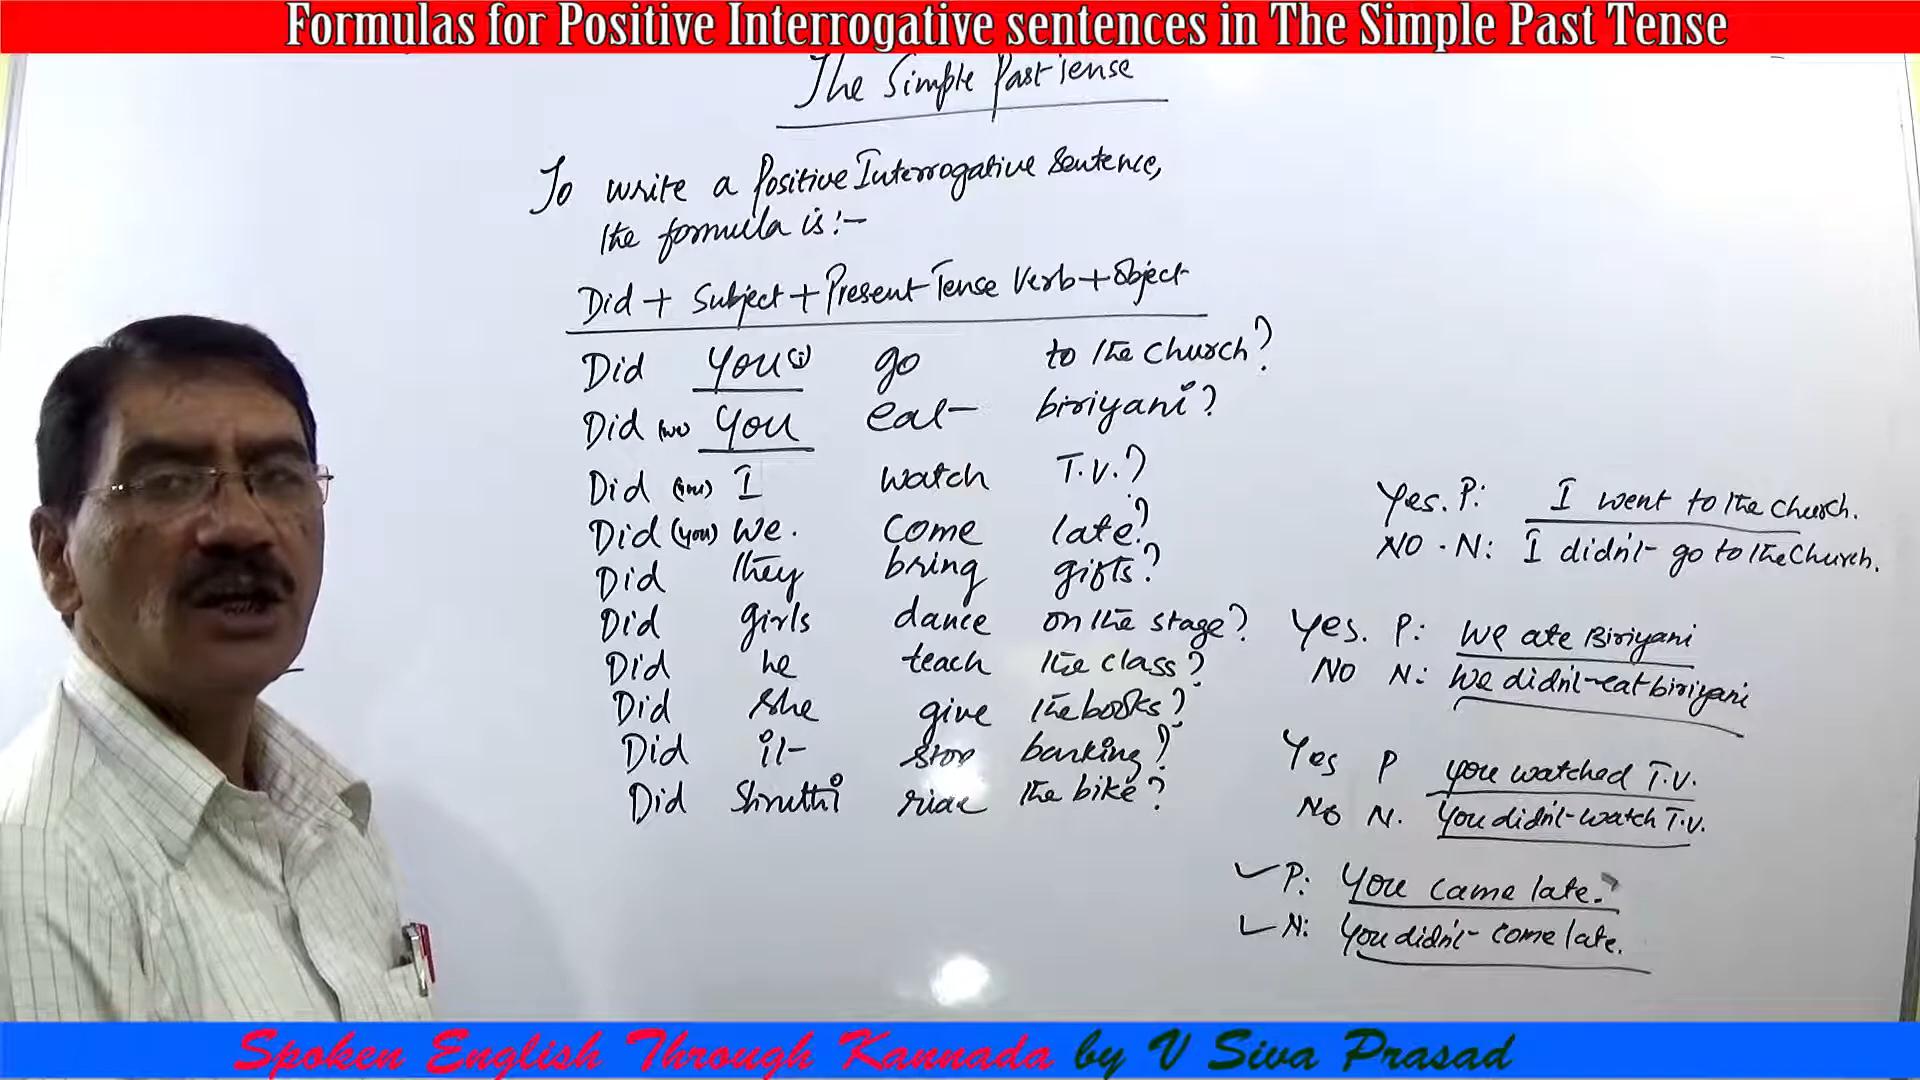 Formulas for Positive Interrogative sentences in The Simple Past Tense
The Simple Past Tense
To write a Positive Interrogative Sentence,
the formula is:-
Did + Subject + Present Tense Verb + Object
Did you(i) go to the church?
Did (we) you eat biriyani?
Did (you) I watch T.V.?
Did (you) we. come late?
Did they bring gifts?
Did girls dance on the stage?
Did he teach the class?
Did she give the books?
Did it stop barking?
Did Shruthi ride the bike?
Yes. P: I went to the church.
NO. N: I didn't go to the church.
Yes. P: We ate Biriyani
NO N: We didn't eat biriyani
Yes P you watched T.V.
No N. You didn't watch T.V.
P: You came late.
N: You didn't come late.
Spoken English Through Kannada by V Siva Prasad